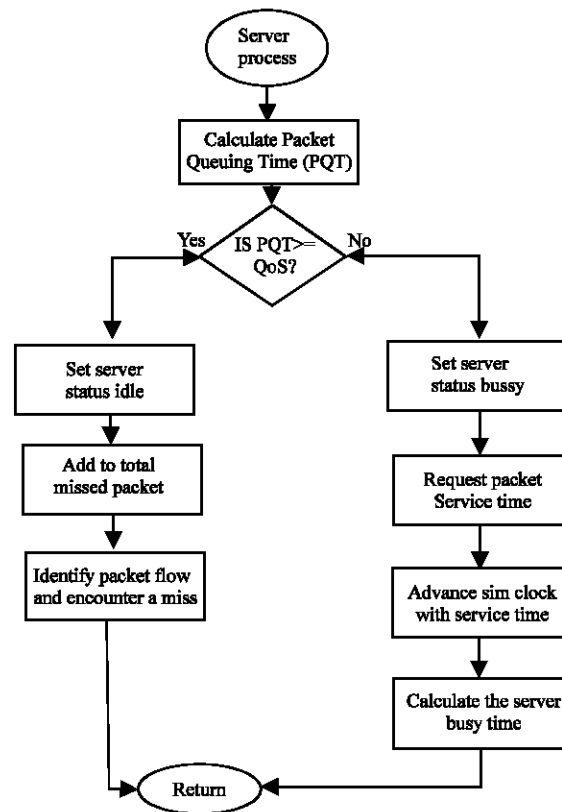 Server
process
Calculate Packet
Queuing Time (PQT)
Yes
IS PQT>=
QoS?
No
Set server
status idle
Set server
status bussy
Add to total
missed packet
Request packet
Service time
Identify packet flow
and encounter a miss
Advance sim clock
with service time
Calculate the server
busy time
Return